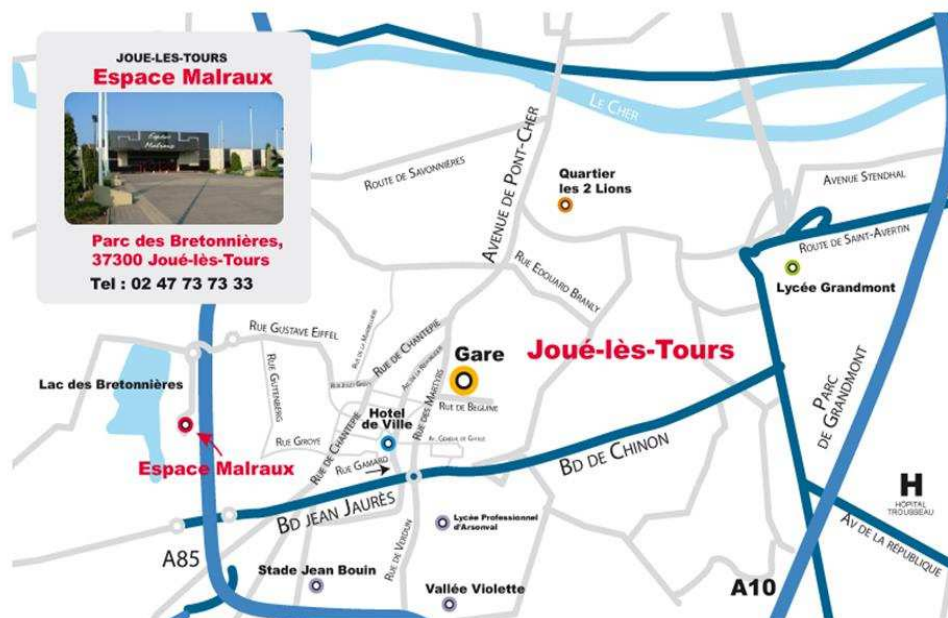 JOUE-LES-TOURS
Espace Malraux
Espace
Malraux
Parc des Bretonnières,
37300 Joué-lès-Tours
Tel : 02 47 73 73 33
LE CHER
ROUTE DE SAVONNIÈRES
AVENUE DE PONT-CHER
Quartier
les 2 Lions
AVENUE STENDHAL
ROUTE DE SAINT-AVERTIN
Lycée Grandmont
RUE EDOUARD BRANLY
RUE GUSTAVE EIFFEL
RUE DE CHANTEPIE
Gare
Joué-lès-Tours
Lac des Bretonnières
RUE GUTENBERG
RUE DES MARTYRS
RUE DE BEGUINE
PARC
DE GRANDMONT
Hotel
de Ville
RUE GIROYE
RUE DE CHANTEPIE
Espace Malraux
RUE GAMARD
BD DE CHINON
BD JEAN JAURÈS
H
HÔPITAL
TROUSSEAU
Lycée Professionnel
d'Arsonval
AV DE LA RÉPUBLIQUE
A85
RUE DE VERDUN
Stade Jean Bouin
Vallée Violette
A10